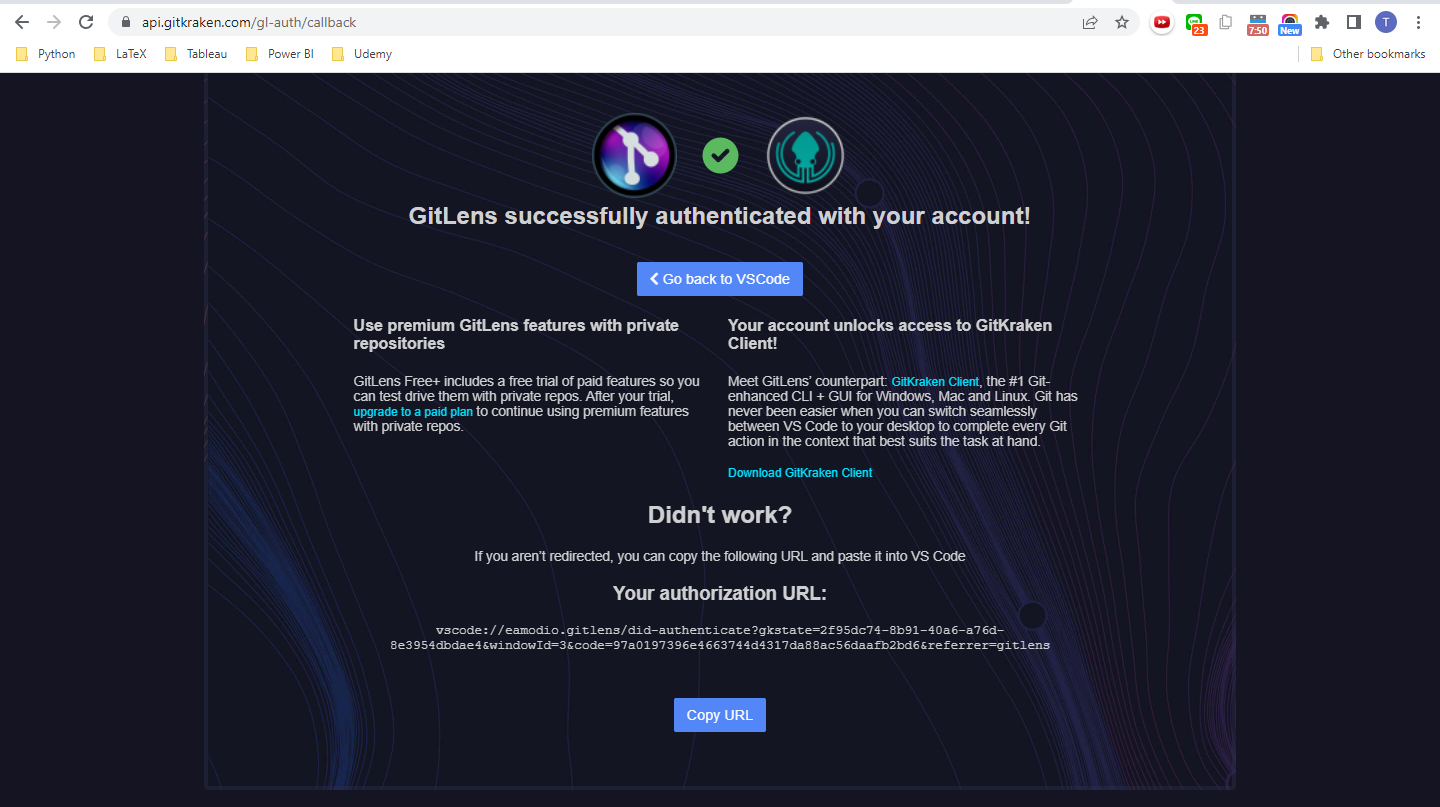 api.gitkraken.com/gl-auth/callback
23
7:50
New
T
Python LaTeX Tableau Power BI Udemy Other bookmarks
GitLens successfully authenticated with your account!
Go back to VSCode
Use premium GitLens features with private
repositories
GitLens Free+ includes a free trial of paid features so you
can test drive them with private repos. After your trial,
upgrade to a paid plan to continue using premium features
with private repos.
Your account unlocks access to GitKraken
Client!
Meet GitLens’ counterpart: GitKraken Client, the #1 Git-
enhanced CLI + GUI for Windows, Mac and Linux. Git has
never been easier when you can switch seamlessly
between VS Code to your desktop to complete every Git
action in the context that best suits the task at hand.
Download GitKraken Client
Didn't work?
If you aren’t redirected, you can copy the following URL and paste it into VS Code
Your authorization URL:
vscode://eamodio.gitlens/did-authenticate?gkstate=2f95dc74-8b91-40a6-a76d-
8e3954dbdae4&windowId=3&code=97a0197396e4663744d4317da88ac56daafb2bd6&referrer=gitlens
Copy URL